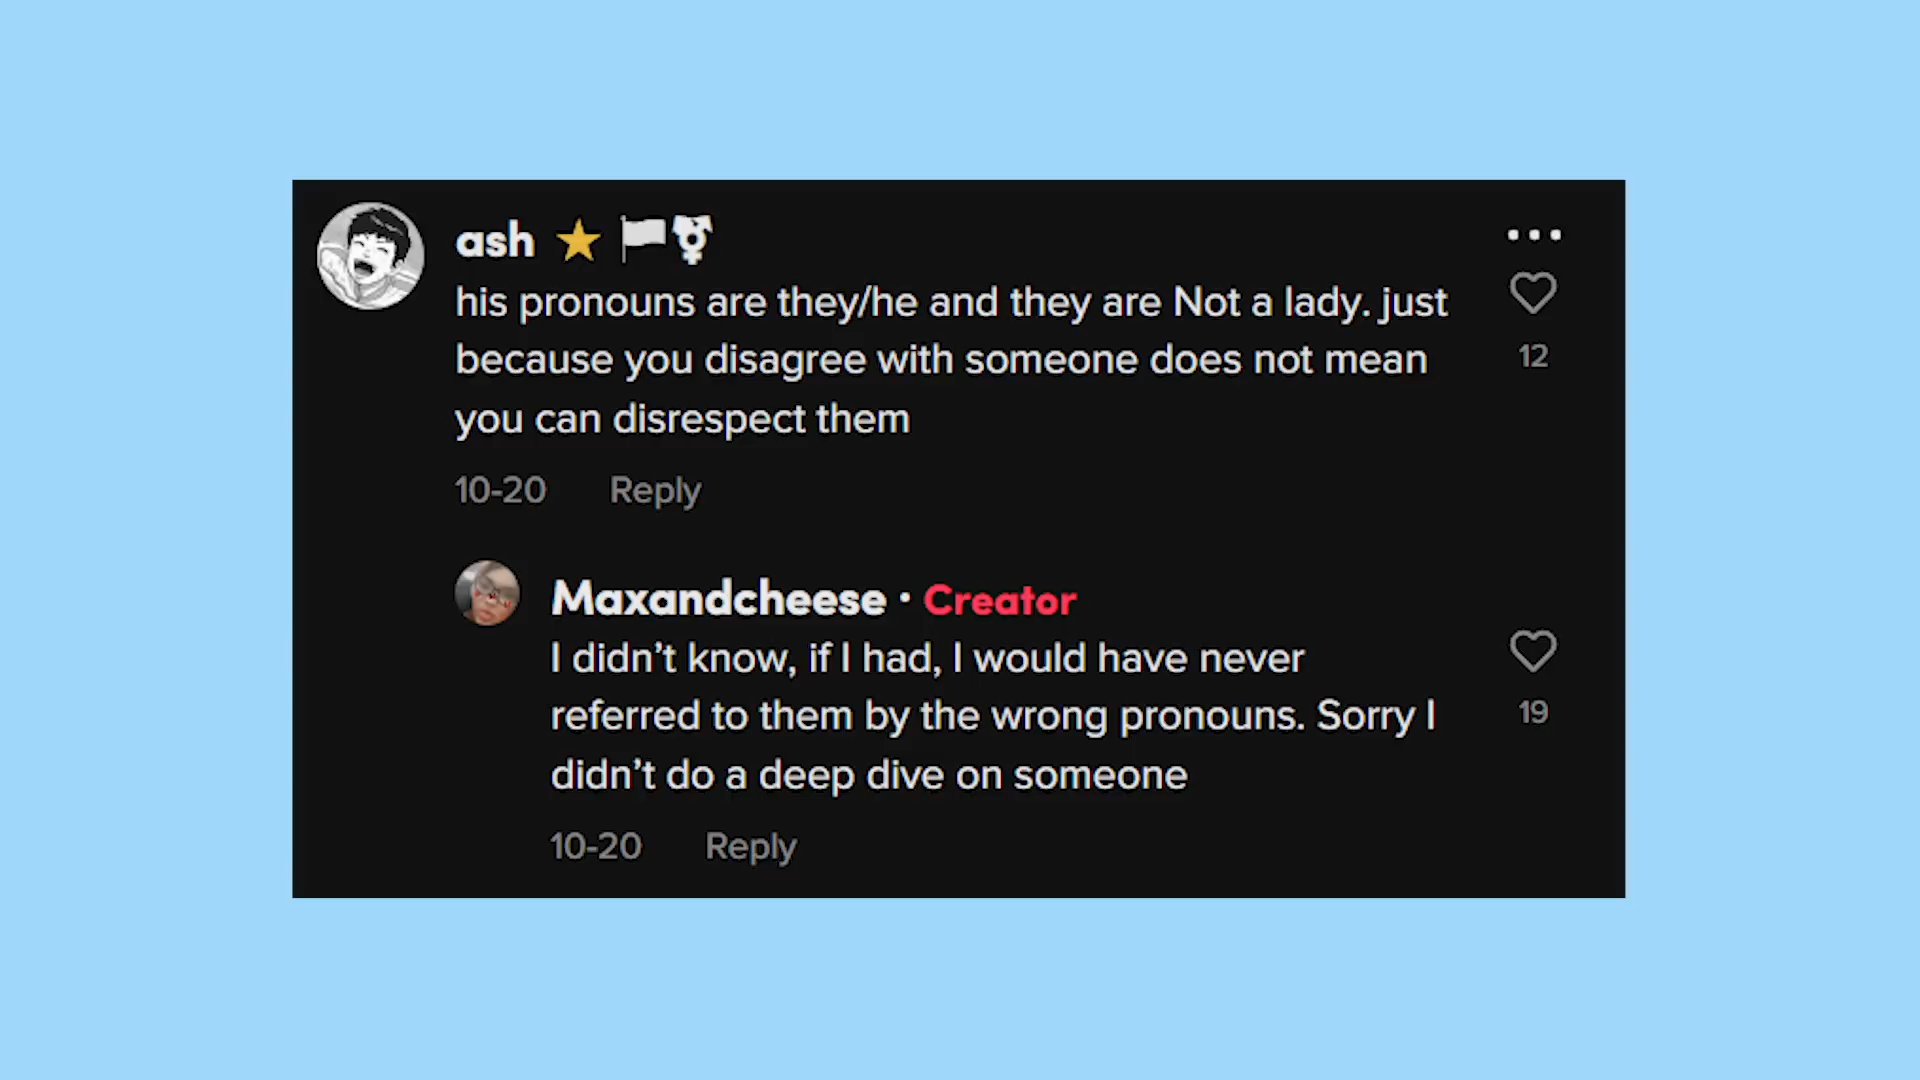 ash ⭐ 🏳⚧
his pronouns are they/he and they are Not a lady. just
because you disagree with someone does not mean
you can disrespect them
12
10-20 Reply
Maxandcheese · Creator
I didn’t know, if I had, I would have never
referred to them by the wrong pronouns. Sorry I
didn’t do a deep dive on someone
19
10-20 Reply